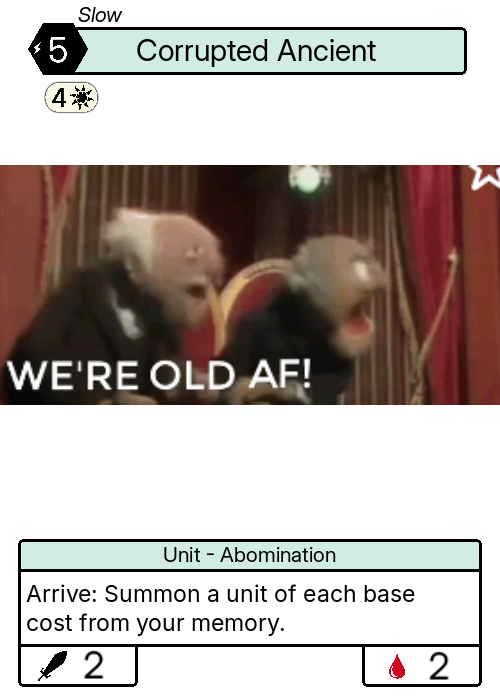 Slow
5 Corrupted Ancient
4
WE'RE OLD AF!
Unit - Abomination
Arrive: Summon a unit of each base
cost from your memory.
2 2